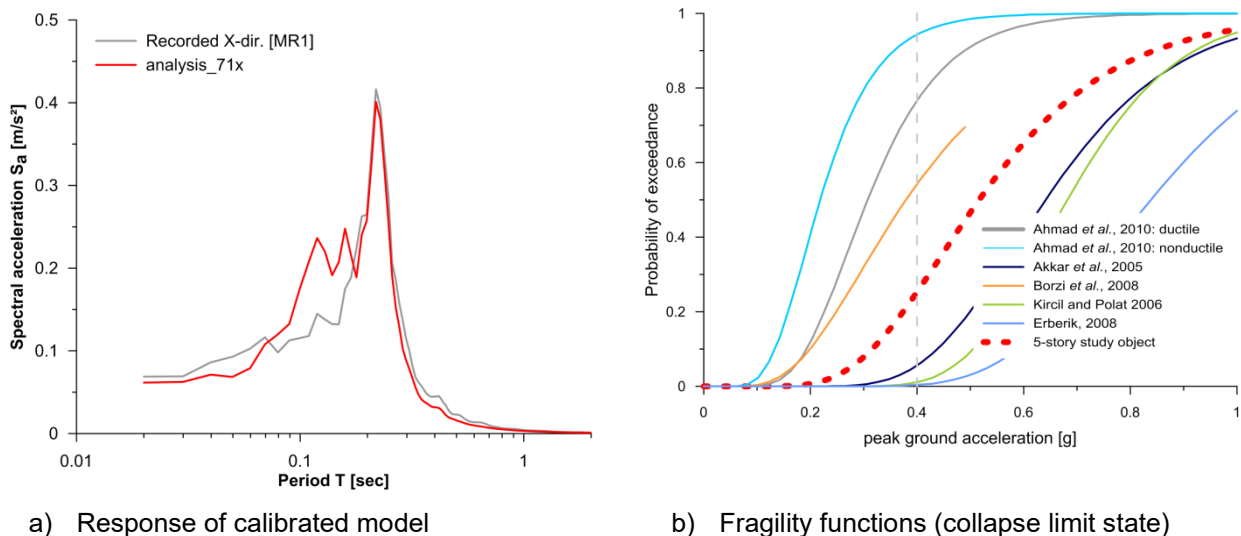 0.5
0.4
0.3
0.2
0.1
0
Spectral acceleration Sa [m/s²]
Recorded X-dir. [MR1]
analysis_71x
0.01
0.1
1
Period T [sec]
a) Response of calibrated model
1
0.8
0.6
0.4
0.2
0
Probability of exceedance
Ahmad et al., 2010: ductile
Ahmad et al., 2010: nonductile
Akkar et al., 2005
Borzi et al., 2008
Kircil and Polat 2006
Erberik, 2008
5-story study object
0
0.2
0.4
0.6
0.8
1
peak ground acceleration [g]
b) Fragility functions (collapse limit state)